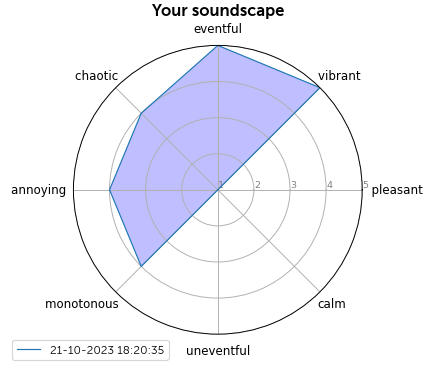 Your soundscape
eventful
chaotic
vibrant
annoying
1 2 3 4 5
pleasant
monotonous
calm
21-10-2023 18:20:35
uneventful